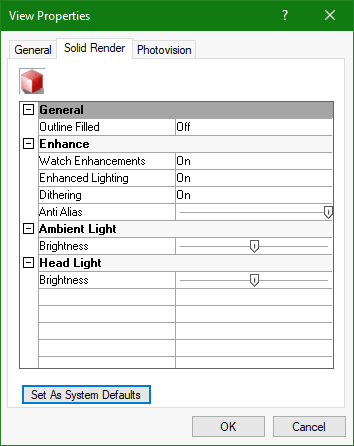 View Properties ?
General Solid Render Photovision
General
Outline Filled Off
Enhance
Watch Enhancements On
Enhanced Lighting On
Dithering On
Anti Alias
Ambient Light
Brightness
Head Light
Brightness
Set As System Defaults
OK Cancel